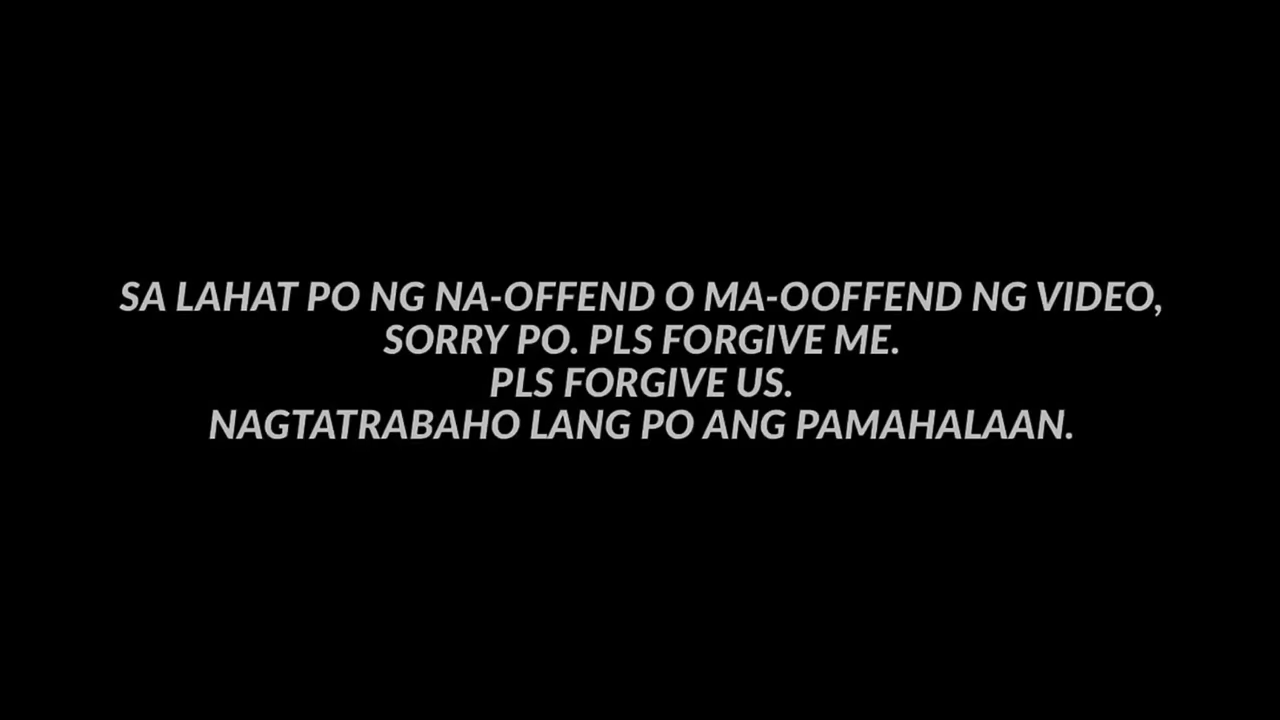 SA LAHAT PO NG NA-OFFEND O MA-OOFFEND NG VIDEO,
SORRY PO. PLS FORGIVE ME.
PLS FORGIVE US.
NAGTATRABAHO LANG PO ANG PAMAHALAAN.